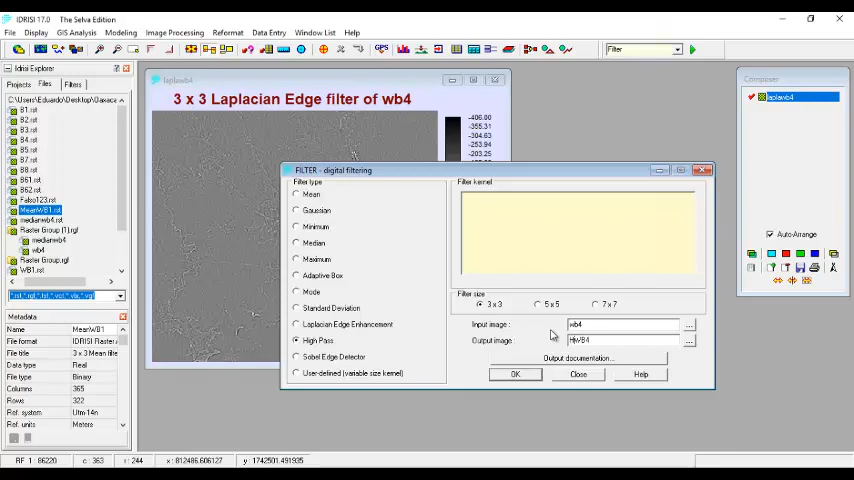 IDRISI 17.0
The Selva Edition
File
Display
GIS Analysis
Modeling
Image Processing
Reformat
Data Entry
Window List
Help
GPS
Filter
Idrisi Explorer
Projects
Files
Filters
C:\Users\Eduardo\Desktop\Oaxaca
B1.rst
B2.rst
B3.rst
B4.rst
B5.rst
B7.rst
B8.rst
B61.rst
B62.rst
Falso123.rst
MeanWB1.rst
medianwb4.rst
Raster Group (1).rgf
medianwb4
wb4
Raster Group.rgf
WB1.rst
Metadata
Name
MeanWB1
File format
IDRISI Raster
File title
3 x 3 Mean filter
Data type
Real
File type
Binary
Columns
365
Rows
322
Ref. system
Utm-14n
Ref. units
Meters
laplawb4
3 x 3 Laplacian Edge filter of wb4
-406.00
-355.31
-304.63
-253.94
-203.25
FILTER - digital filtering
Filter type
Mean
Gaussian
Minimum
Median
Maximum
Adaptive Box
Mode
Standard Deviation
Laplacian Edge Enhancement
High Pass
Sobel Edge Detector
User-defined (variable size kernel)
Filter kernel
Filter size
3 x 3
5 x 5
7 x 7
Input image :
wb4
...
Output image :
...
Output documentation...
OK
Close
Help
Composer
laplawb4
Auto-Arrange
RF 1 : 86220
c : 363
r : 244
x : 812486.606127
y : 1742501.491935